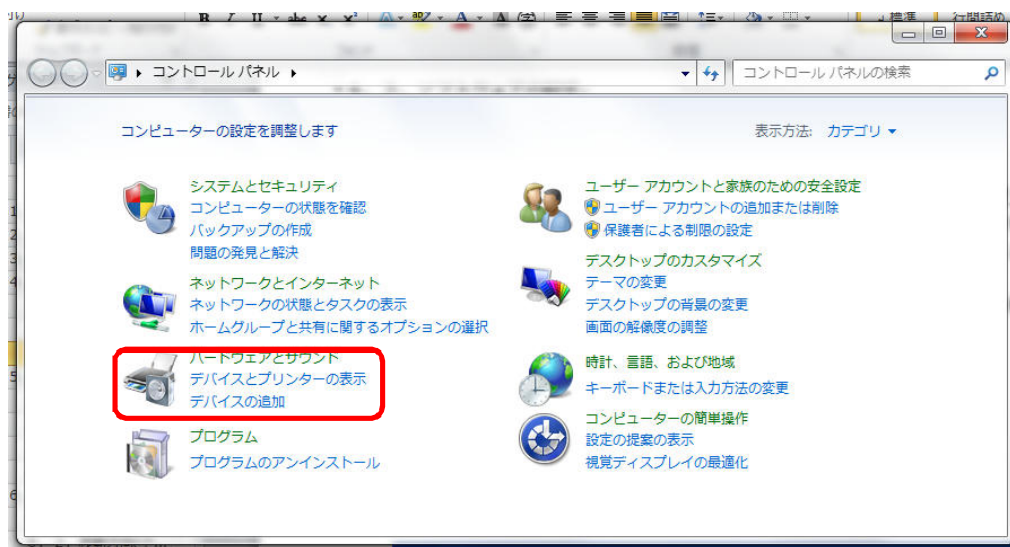 標準
行間詰め
コントロール パネル
コントロール パネルの検索
コンピューターの設定を調整します
表示方法: カテゴリ
システムとセキュリティ
コンピューターの状態を確認
バックアップの作成
問題の発見と解決
ネットワークとインターネット
ネットワークの状態とタスクの表示
ホームグループと共有に関するオプションの選択
ハードウェアとサウンド
デバイスとプリンターの表示
デバイスの追加
プログラム
プログラムのアンインストール
ユーザー アカウントと家族のための安全設定
ユーザー アカウントの追加または削除
保護者による制限の設定
デスクトップのカスタマイズ
テーマの変更
デスクトップの背景の変更
画面の解像度の調整
時計、言語、および地域
キーボードまたは入力方法の変更
コンピューターの簡単操作
設定の提案の表示
視覚ディスプレイの最適化